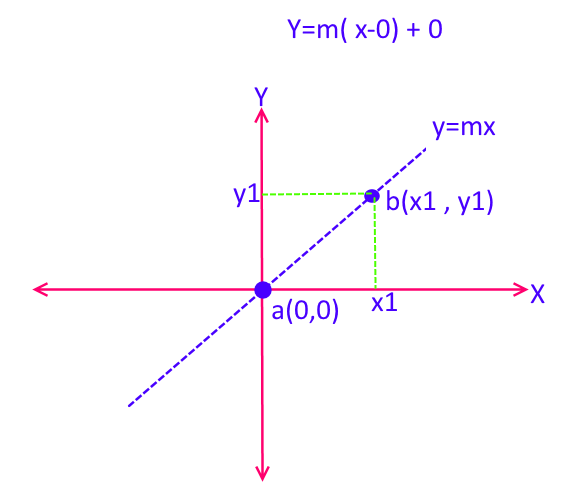 Y=m( x-0) + 0
Y
y=mx
y1
b(x1 , y1)
X
a(0,0)
x1